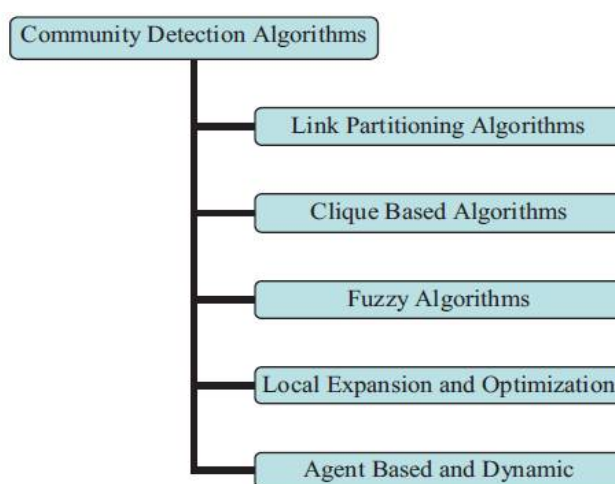 Community Detection Algorithms
Link Partitioning Algorithms
Clique Based Algorithms
Fuzzy Algorithms
Local Expansion and Optimization
Agent Based and Dynamic